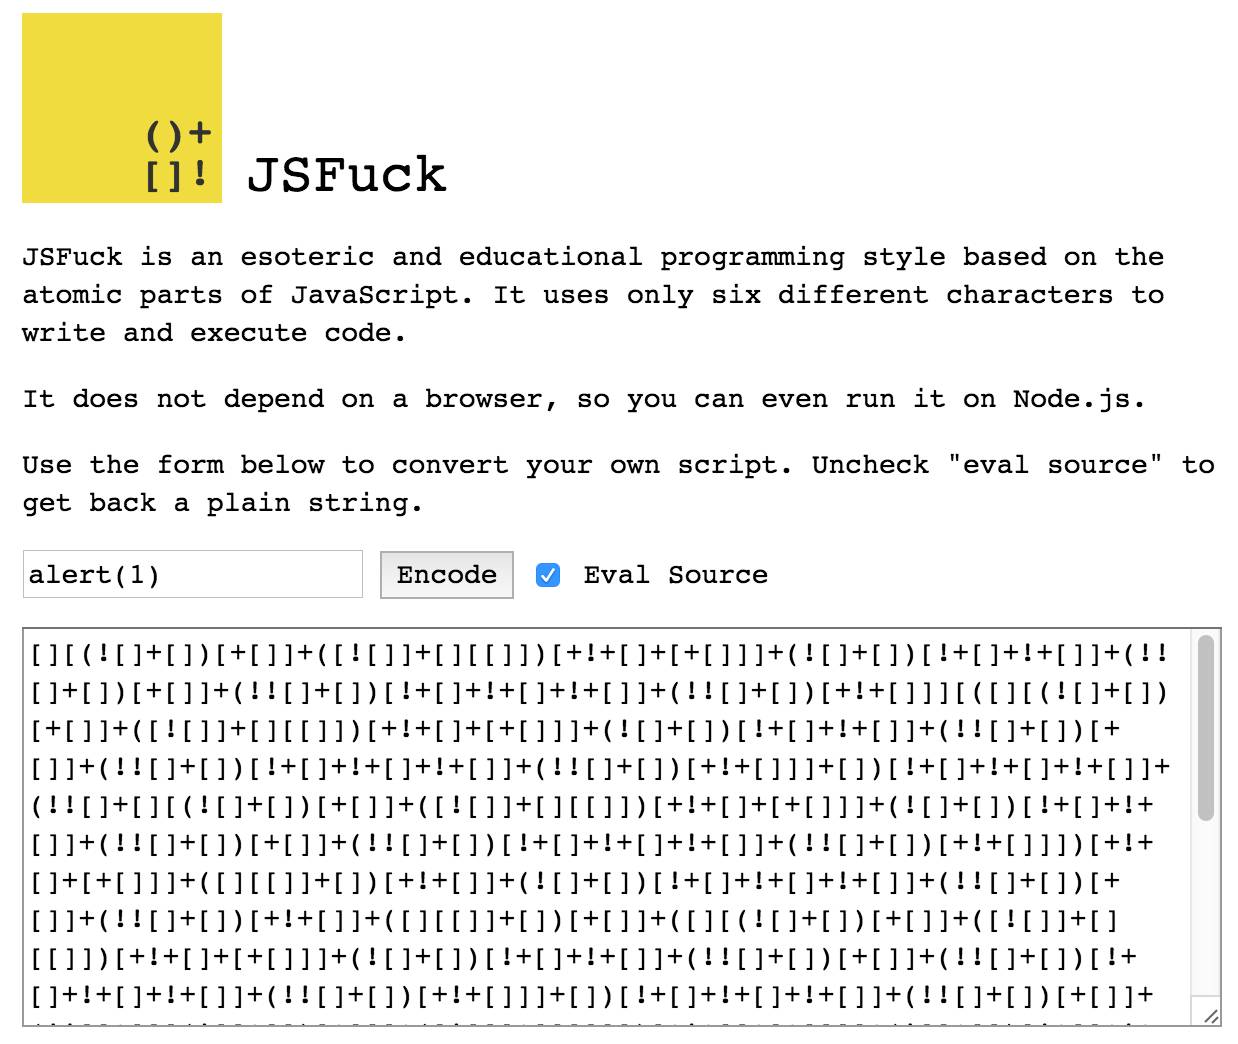 ()+
[]!
JSFuck
JSFuck is an esoteric and educational programming style based on the
atomic parts of JavaScript. It uses only six different characters to
write and execute code.
It does not depend on a browser, so you can even run it on Node.js.
Use the form below to convert your own script. Uncheck "eval source" to
get back a plain string.
alert(1)
Encode
Eval Source
[][(![]+[])[+[]]+([![]]+[][[]])[+!+[]+[+[]]]+(![]+[])[!+[]+!+[]]+(!!
[]+[])[+[]]+(!![]+[])[!+[]+!+[]+!+[]]+(!![]+[])[+!+[]]][([][(![]+[])
[+[]]+([![]]+[][[]])[+!+[]+[+[]]]+(![]+[])[!+[]+!+[]]+(!![]+[])[+
[]]+(!![]+[])[!+[]+!+[]+!+[]]+(!![]+[])[+!+[]]]+[])[!+[]+!+[]+!+[]]+
(!![]+[][(![]+[])[+[]]+([![]]+[][[]])[+!+[]+[+[]]]+(![]+[])[!+[]+!+
[]]+(!![]+[])[+[]]+(!![]+[])[!+[]+!+[]+!+[]]+(!![]+[])[+!+[]]])[+!+
[]+[+[]]]+([][[]]+[])[+!+[]]+(![]+[])[!+[]+!+[]+!+[]]+(!![]+[])[+
[]]+(!![]+[])[+!+[]]+([][[]]+[])[+[]]+([][(![]+[])[+[]]+([![]]+[]
[[]])[+!+[]+[+[]]]+(![]+[])[!+[]+!+[]]+(!![]+[])[+[]]+(!![]+[])[!+
[]+!+[]+!+[]]+(!![]+[])[+!+[]]]+[])[!+[]+!+[]+!+[]]+(!![]+[])[+[]]+